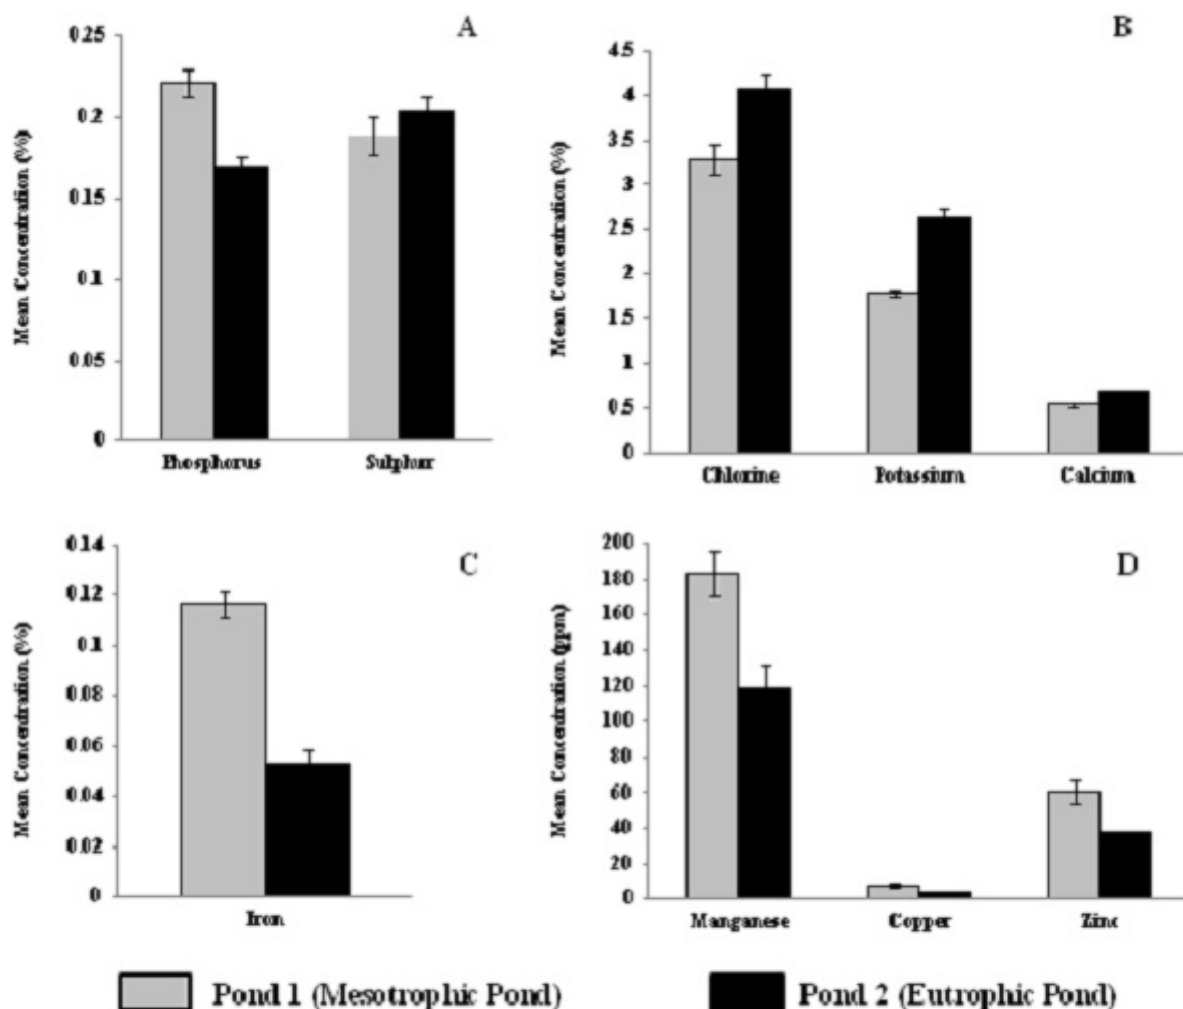 A
0.25
0.2
0.15
0.1
0.05
0
Mean Concentration (%)
Phosphorus Sulphur
B
4.5
4
3.5
3
2.5
2
1.5
1
0.5
0
Mean Concentration (%)
Chlorine Potassium Calcium
C
0.14
0.12
0.1
0.08
0.06
0.04
0.02
0
Mean Concentration (%)
Iron
D
200
180
160
140
120
100
80
60
40
20
0
Mean Concentration (ppm)
Manganese Copper Zinc
Pond 1 (Mesotrophic Pond) Pond 2 (Eutrophic Pond)